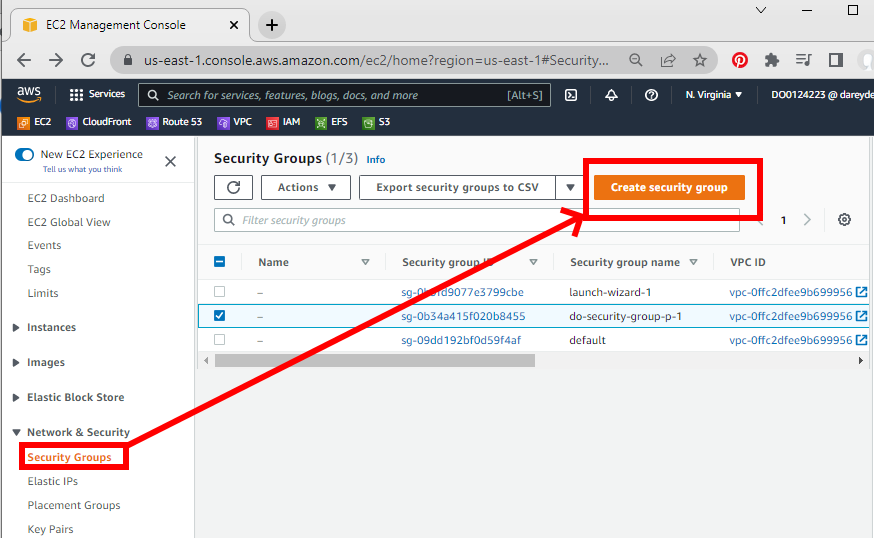 EC2 Management Console
us-east-1.console.aws.amazon.com/ec2/home?region=us-east-1#Security...
aws Services Search for services, features, blogs, docs, and more [Alt+S] N. Virginia DO0124223 @ dareyde
EC2 CloudFront Route 53 VPC IAM EFS S3
New EC2 Experience
Tell us what you think
EC2 Dashboard
EC2 Global View
Events
Tags
Limits
Instances
Images
Elastic Block Store
Network & Security
Security Groups
Elastic IPs
Placement Groups
Key Pairs
Security Groups (1/3) Info
Actions Export security groups to CSV Create security group
Filter security groups 1
Name Security group Security group name VPC ID
– launch-wizard-1 vpc-0ffc2dfee9b699956
– sg-0b34a415f020b8455 do-security-group-p-1 vpc-0ffc2dfee9b699956
– sg-09dd192bf0d59f4af default vpc-0ffc2dfee9b699956